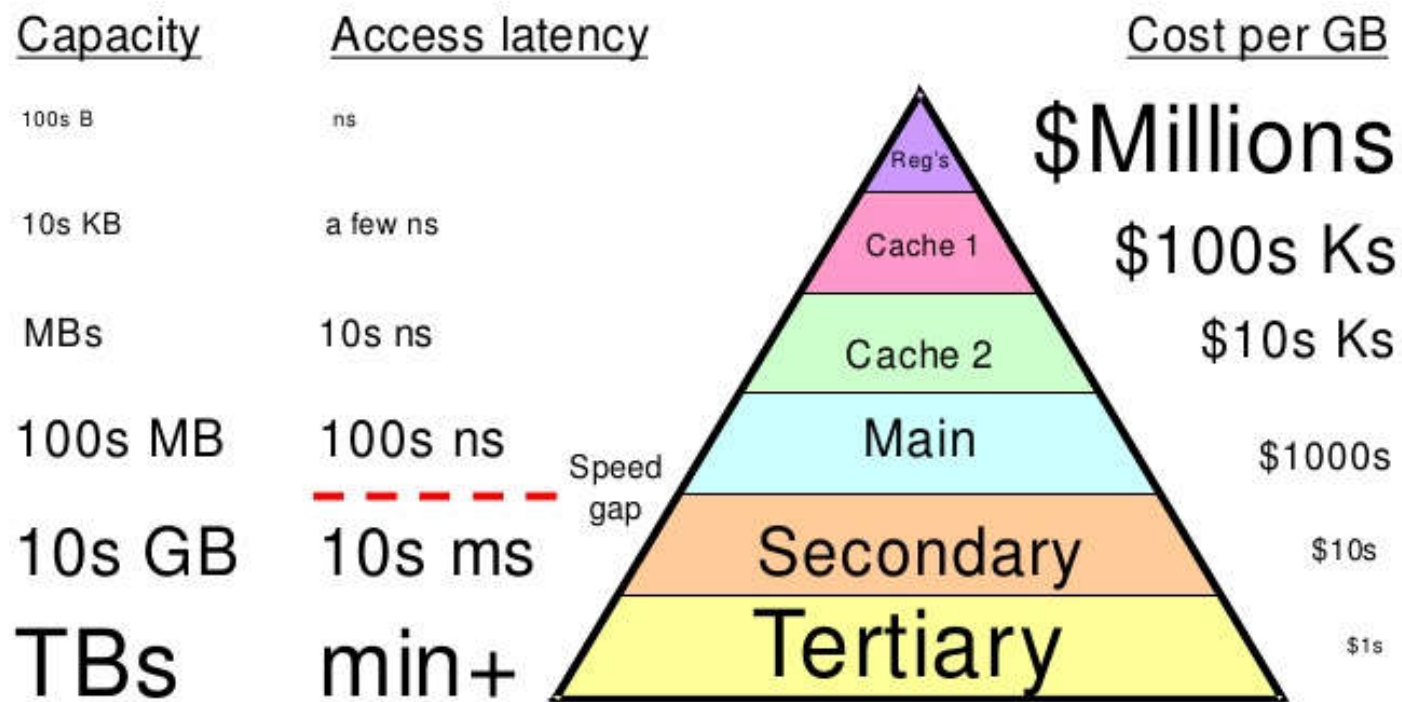 Capacity Access latency Cost per GB
100s B ns Reg's $Millions
10s KB a few ns Cache 1 $100s Ks
MBs 10s ns Cache 2 $10s Ks
100s MB 100s ns Main $1000s
Speed
gap
10s GB 10s ms Secondary $10s
TBs min+ Tertiary $1s